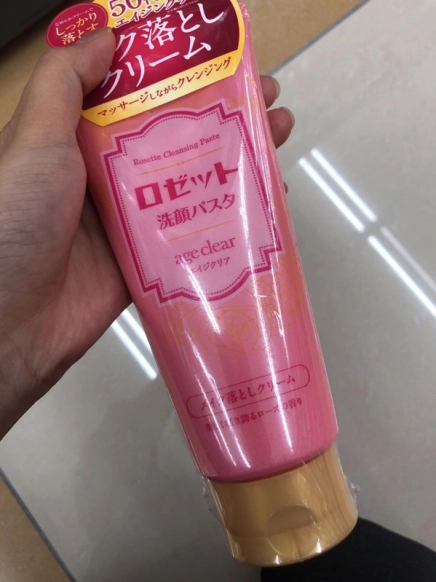 しっかり
落とす
ク落とし
クリーム
マッサージしながらクレンジング
Rosette Cleansing Paste
ロゼット
洗顔パスタ
age clear
エイジクリア
メイク落としクリーム